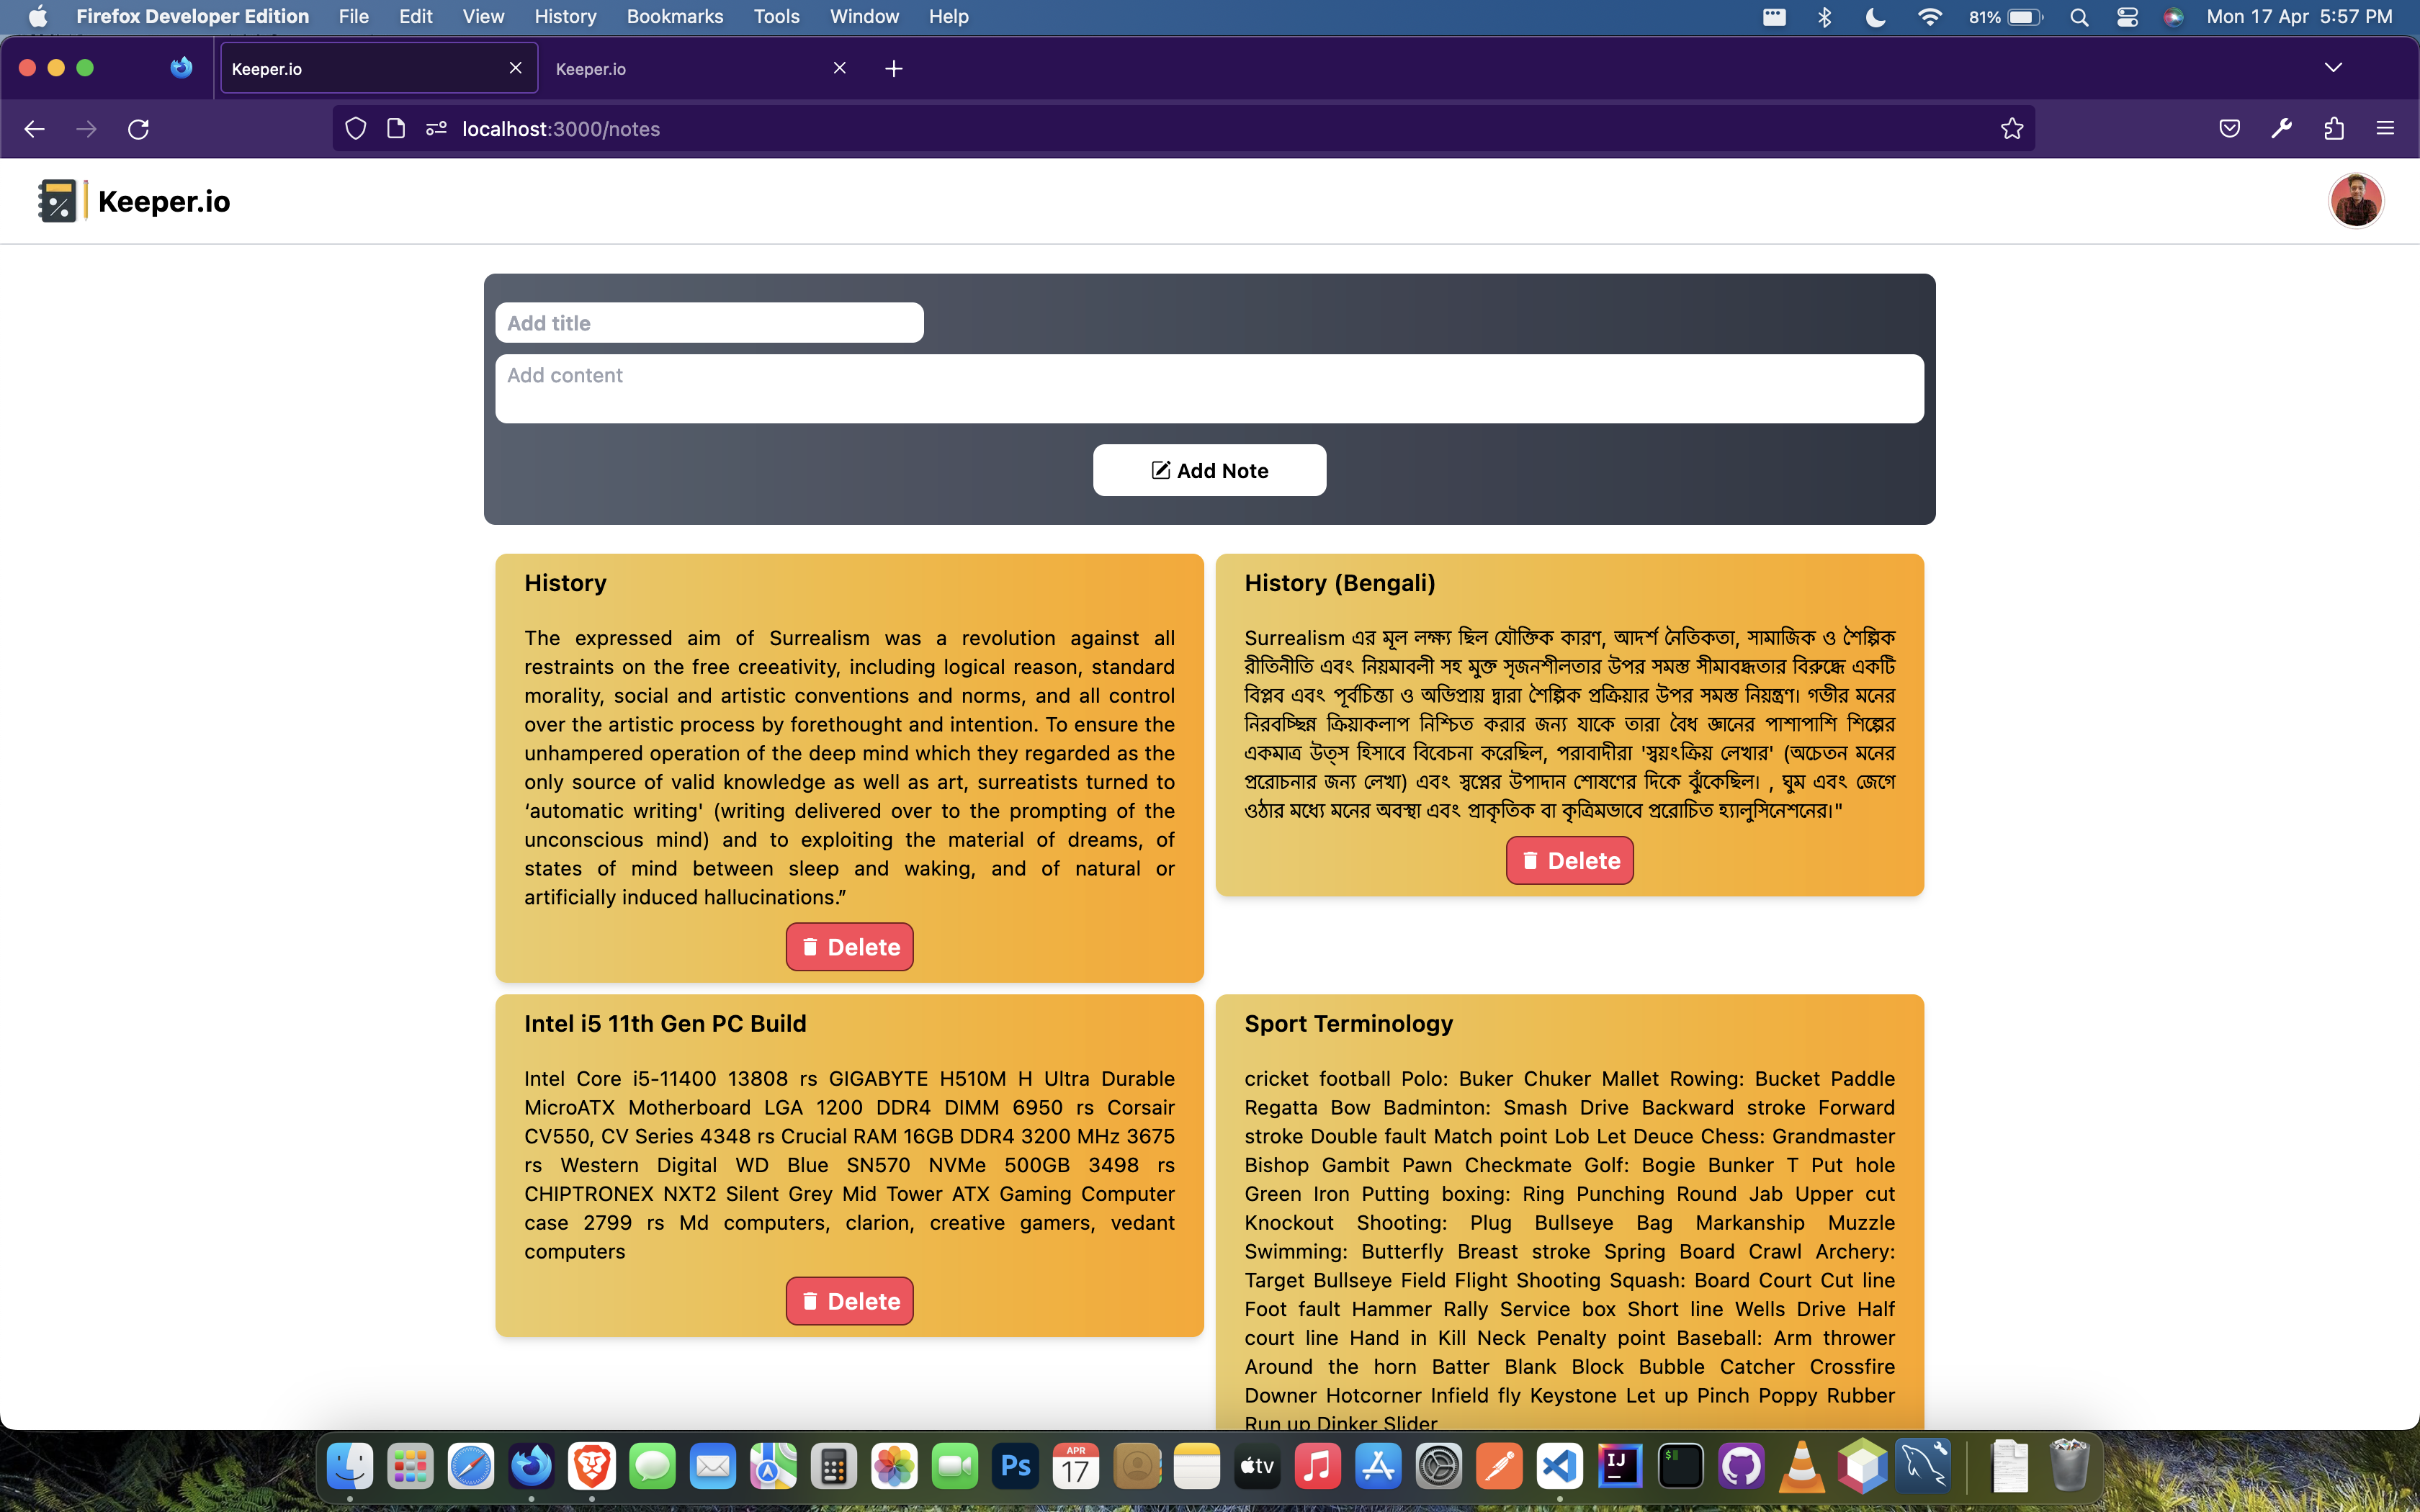 Firefox Developer Edition File Edit View History Bookmarks Tools Window Help 81% Mon 17 Apr 5:57 PM
Keeper.io Keeper.io
localhost:3000/notes
Keeper.io
Add title
Add content
Add Note
History
The expressed aim of Surrealism was a revolution against all
restraints on the free creeativity, including logical reason, standard
morality, social and artistic conventions and norms, and all control
over the artistic process by forethought and intention. To ensure the
unhampered operation of the deep mind which they regarded as the
only source of valid knowledge as well as art, surreatists turned to
‘automatic writing' (writing delivered over to the prompting of the
unconscious mind) and to exploiting the material of dreams, of
states of mind between sleep and waking, and of natural or
artificially induced hallucinations.”
Delete
History (Bengali)
Surrealism এর মূল লক্ষ্য ছিল যৌক্তিক কারণ, আদর্শ নৈতিকতা, সামাজিক ও শৈল্পিক
রীতিনীতি এবং নিয়মাবলী সহ মুক্ত সৃজনশীলতার উপর সমস্ত সীমাবদ্ধতার বিরুদ্ধে একটি
বিপ্লব এবং পূর্বচিন্তা ও অভিপ্রায় দ্বারা শৈল্পিক প্রক্রিয়ার উপর সমস্ত নিয়ন্ত্রণ। গভীর মনের
নিরবচ্ছিন্ন ক্রিয়াকলাপ নিশ্চিত করার জন্য যাকে তারা বৈধ জ্ঞানের পাশাপাশি শিল্পের
একমাত্র উত্স হিসাবে বিবেচনা করেছিল, পরাবাদীরা 'স্বয়ংক্রিয় লেখার' (অচেতন মনের
প্ররোচনার জন্য লেখা) এবং স্বপ্নের উপাদান শোষণের দিকে ঝুঁকেছিল। , ঘুম এবং জেগে
ওঠার মধ্যে মনের অবস্থা এবং প্রাকৃতিক বা কৃত্রিমভাবে প্ররোচিত হ্যালুসিনেশনের।"
Delete
Intel i5 11th Gen PC Build
Intel Core i5-11400 13808 rs GIGABYTE H510M H Ultra Durable
MicroATX Motherboard LGA 1200 DDR4 DIMM 6950 rs Corsair
CV550, CV Series 4348 rs Crucial RAM 16GB DDR4 3200 MHz 3675
rs Western Digital WD Blue SN570 NVMe 500GB 3498 rs
CHIPTRONEX NXT2 Silent Grey Mid Tower ATX Gaming Computer
case 2799 rs Md computers, clarion, creative gamers, vedant
computers
Delete
Sport Terminology
cricket football Polo: Buker Chuker Mallet Rowing: Bucket Paddle
Regatta Bow Badminton: Smash Drive Backward stroke Forward
stroke Double fault Match point Lob Let Deuce Chess: Grandmaster
Bishop Gambit Pawn Checkmate Golf: Bogie Bunker T Put hole
Green Iron Putting boxing: Ring Punching Round Jab Upper cut
Knockout Shooting: Plug Bullseye Bag Markanship Muzzle
Swimming: Butterfly Breast stroke Spring Board Crawl Archery:
Target Bullseye Field Flight Shooting Squash: Board Court Cut line
Foot fault Hammer Rally Service box Short line Wells Drive Half
court line Hand in Kill Neck Penalty point Baseball: Arm thrower
Around the horn Batter Blank Block Bubble Catcher Crossfire
Downer Hotcorner Infield fly Keystone Let up Pinch Poppy Rubber
Run up Dinker Slider
Ps APR 17 tv IJ $